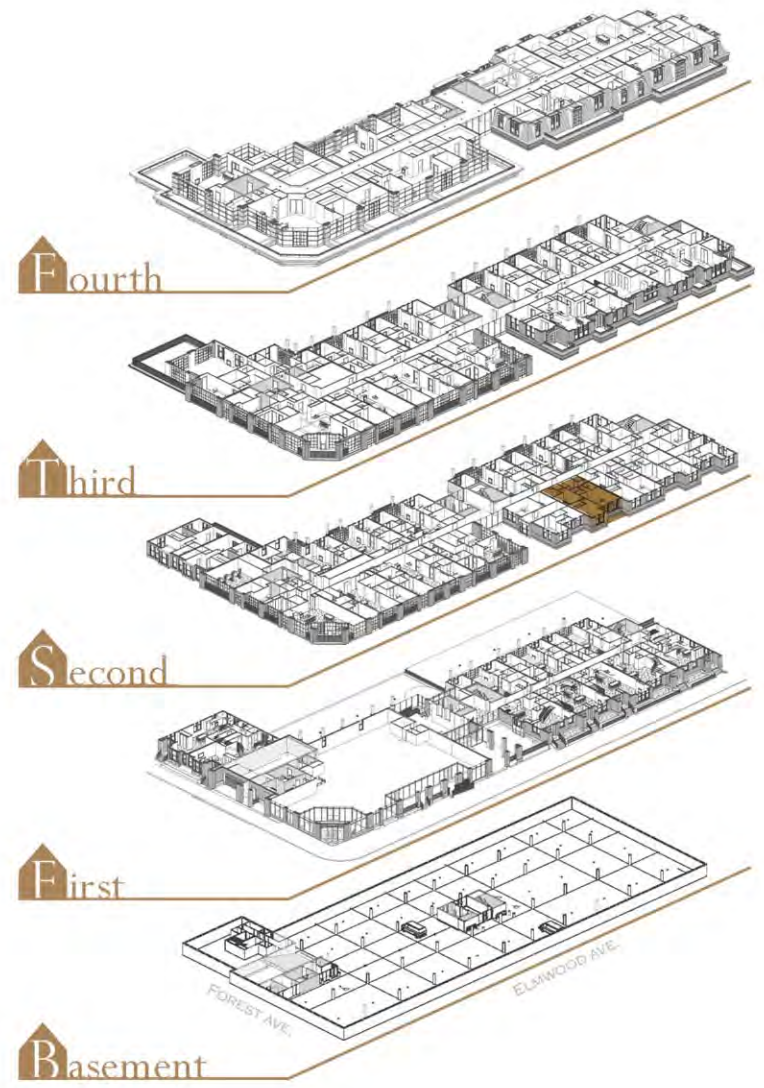 Fourth
Third
Second
First
FOREST AVE.
ELMWOOD AVE.
Basement